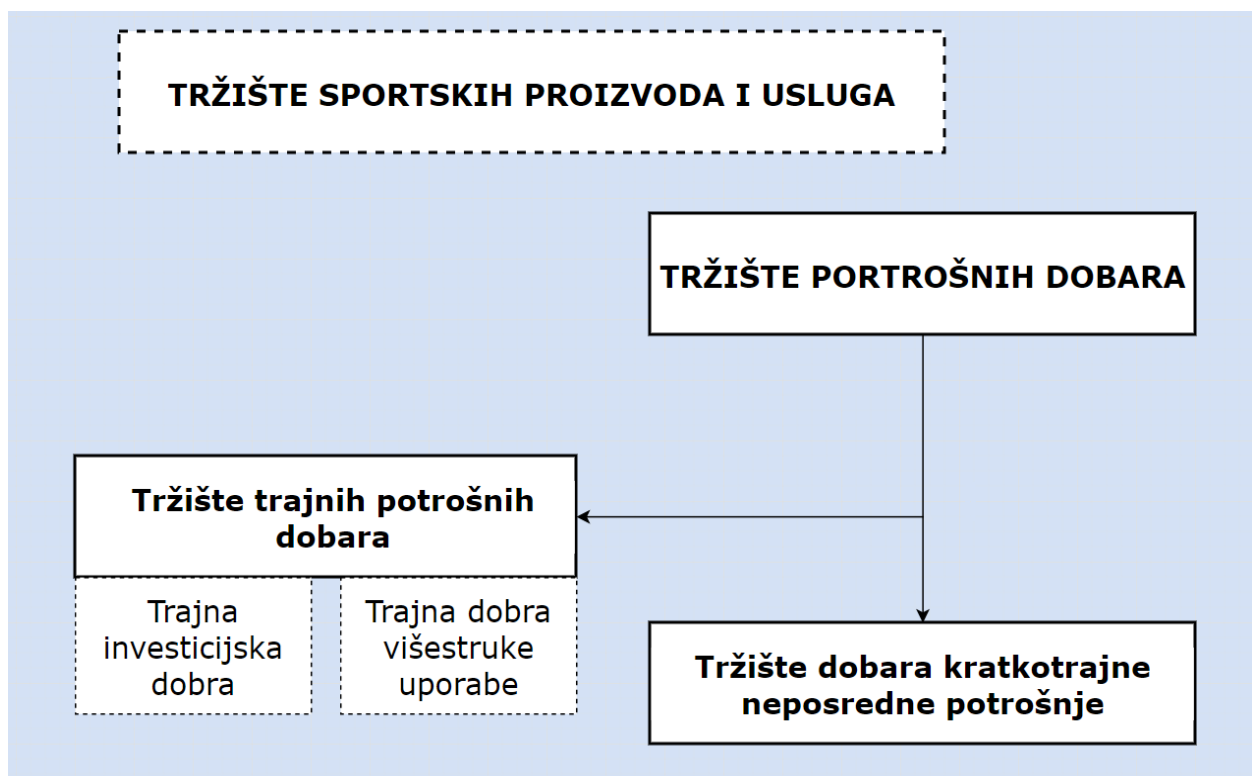 TRŽIŠTE SPORTSKIH PROIZVODA I USLUGA
TRŽIŠTE PORTROŠNIH DOBARA
Tržište trajnih potrošnih
dobara
Trajna
investicijska
dobra
Trajna dobra
višestruke
uporabe
Tržište dobara kratkotrajne
neposredne potrošnje